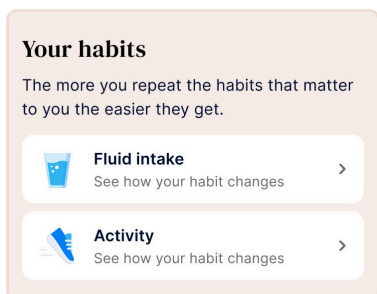 Your habits
The more you repeat the habits that matter
to you the easier they get.
Fluid intake
See how your habit changes
Activity
See how your habit changes